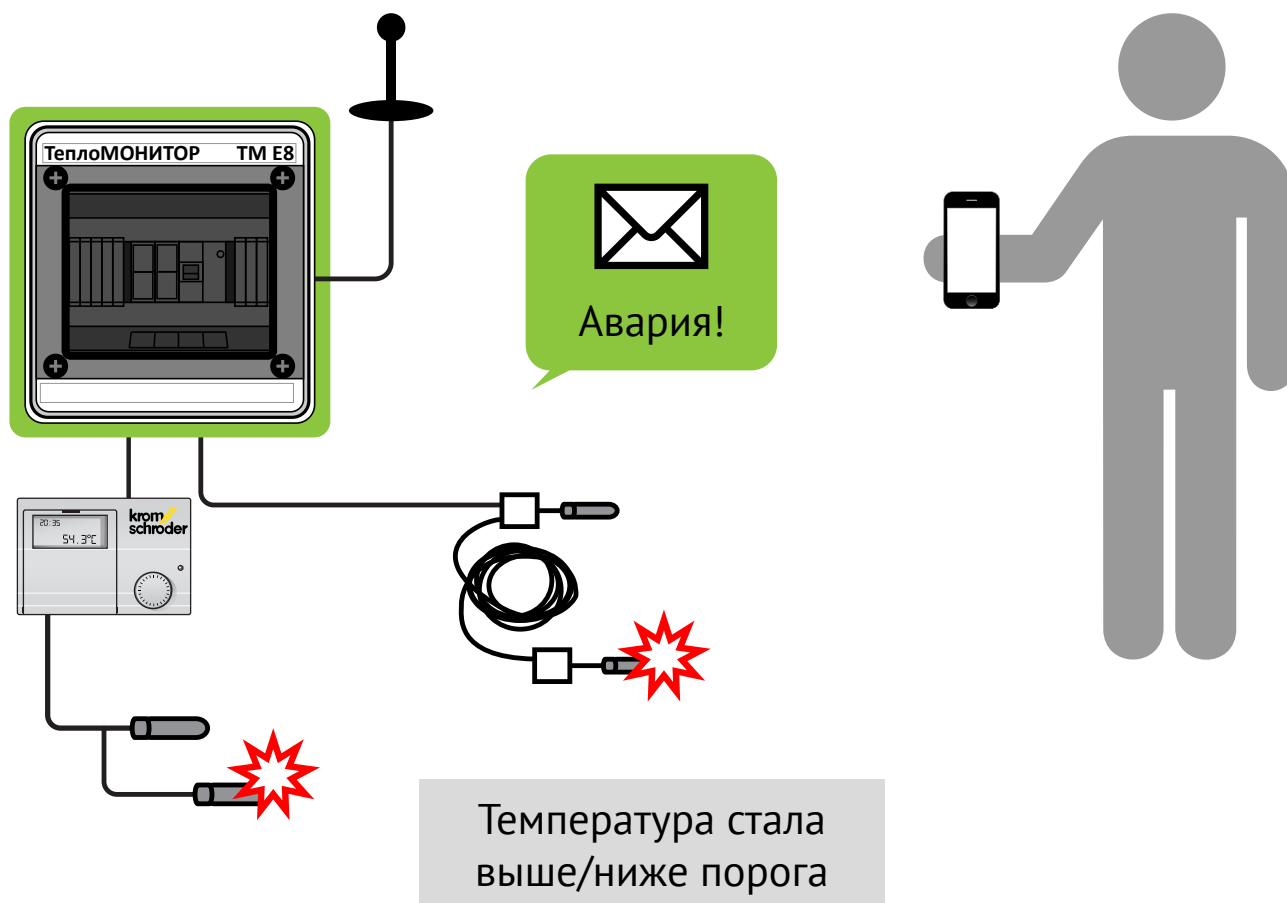 ТеплоМОНИТОР TM E8
Авария!
20:35
54.3°C
krom
schroder
Температура стала
выше/ниже порога